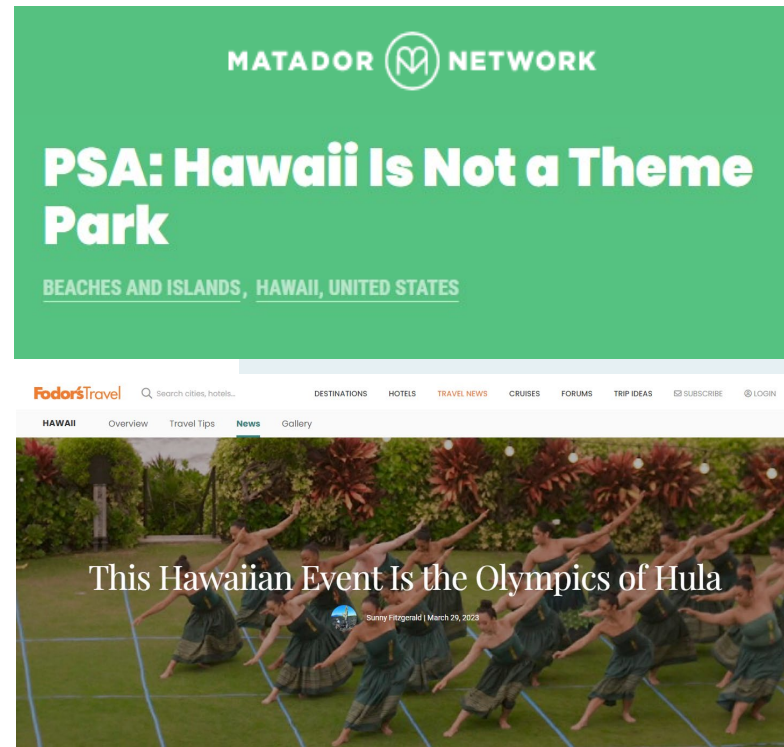 MATADOR M NETWORK
PSA: Hawaii Is Not a Theme
Park
BEACHES AND ISLANDS, HAWAII, UNITED STATES
Fodor'sTravel Search cities, hotels... DESTINATIONS HOTELS TRAVEL NEWS CRUISES FORUMS TRIP IDEAS SUBSCRIBE LOGIN
HAWAII Overview Travel Tips News Gallery
This Hawaiian Event Is the Olympics of Hula
Sunny Fitzgerald | March 29, 2023